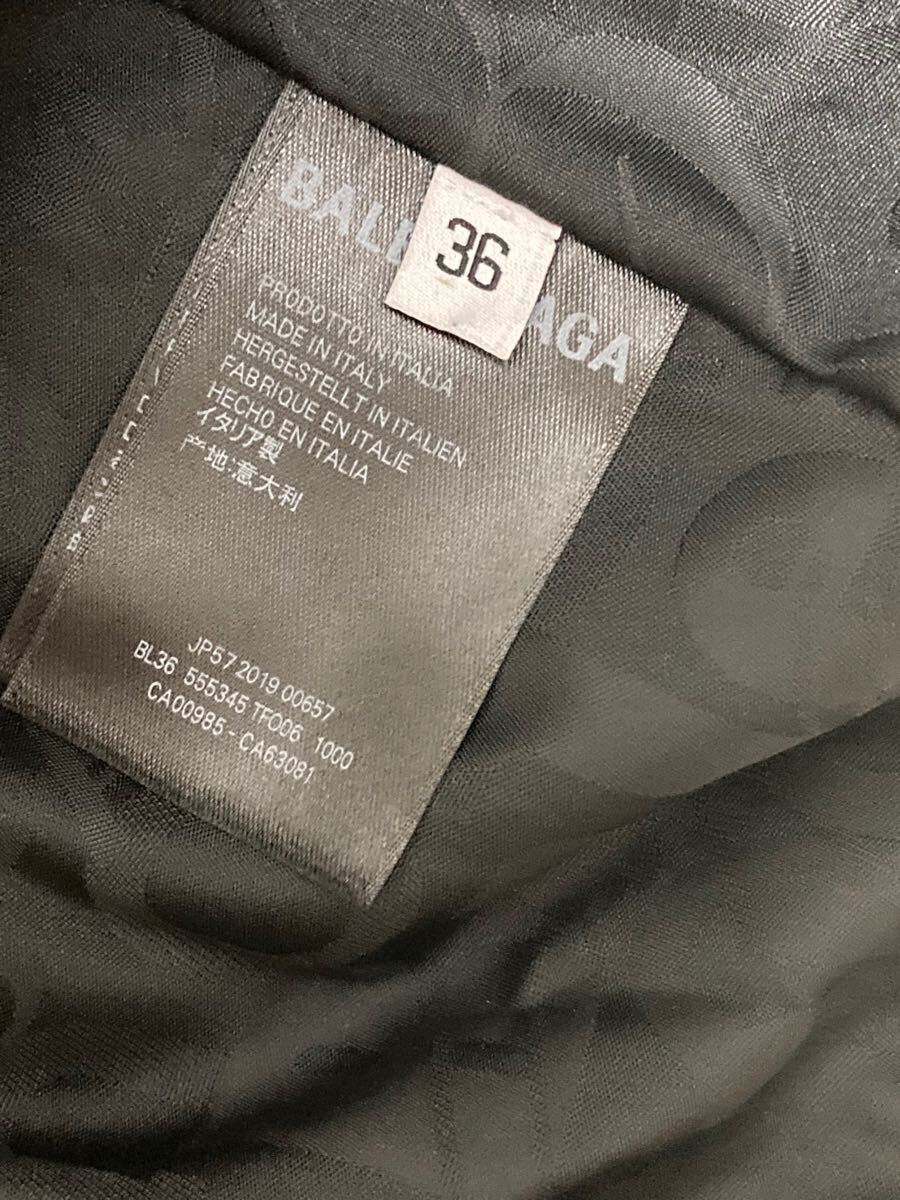 BALE AGA
36
PRODOTTO IN ITALIA
MADE IN ITALY
HERGESTELLT IN ITALIEN
FABRIQUE EN ITALIE
HECHO EN ITALIA
イタリア製
产地:意大利
JP57 2019 00657
BL36 555345 TFO06 1000
CA00985-CA63081